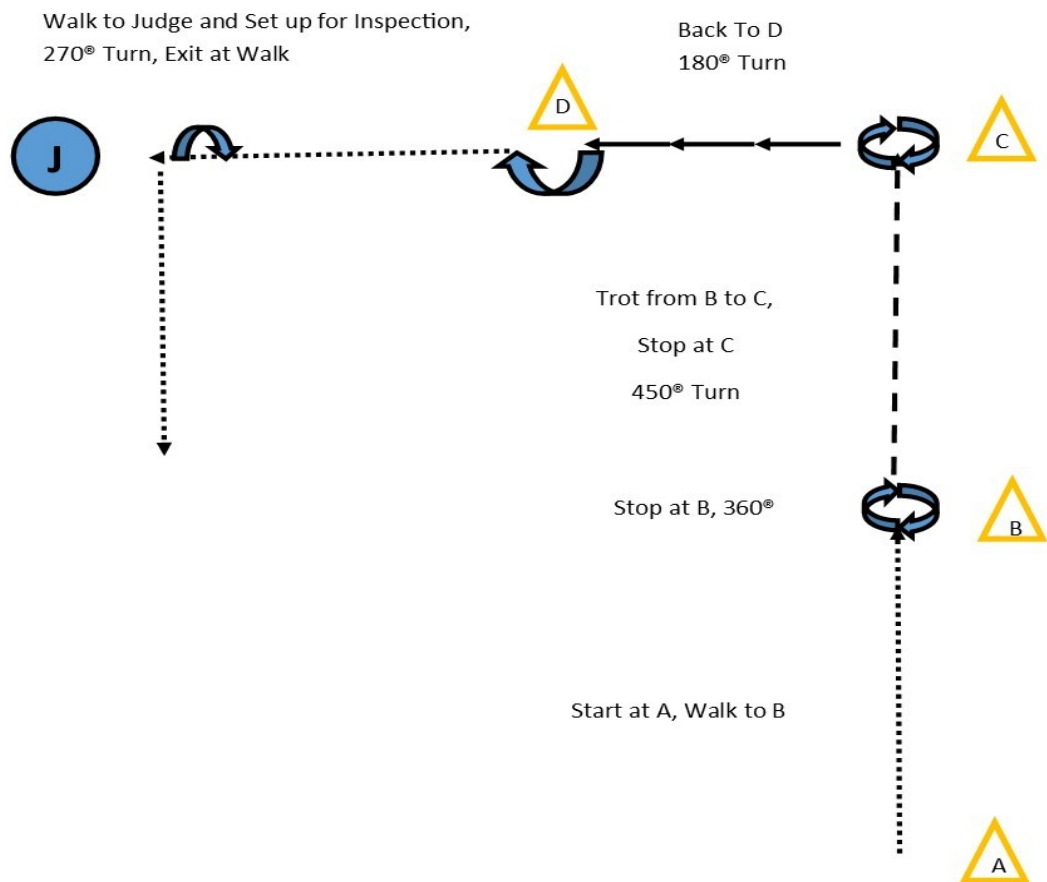 Walk to Judge and Set up for Inspection,
270® Turn, Exit at Walk
Back To D
180® Turn
D
C
J
Trot from B to C,
Stop at C
450® Turn
Stop at B, 360®
B
Start at A, Walk to B
A